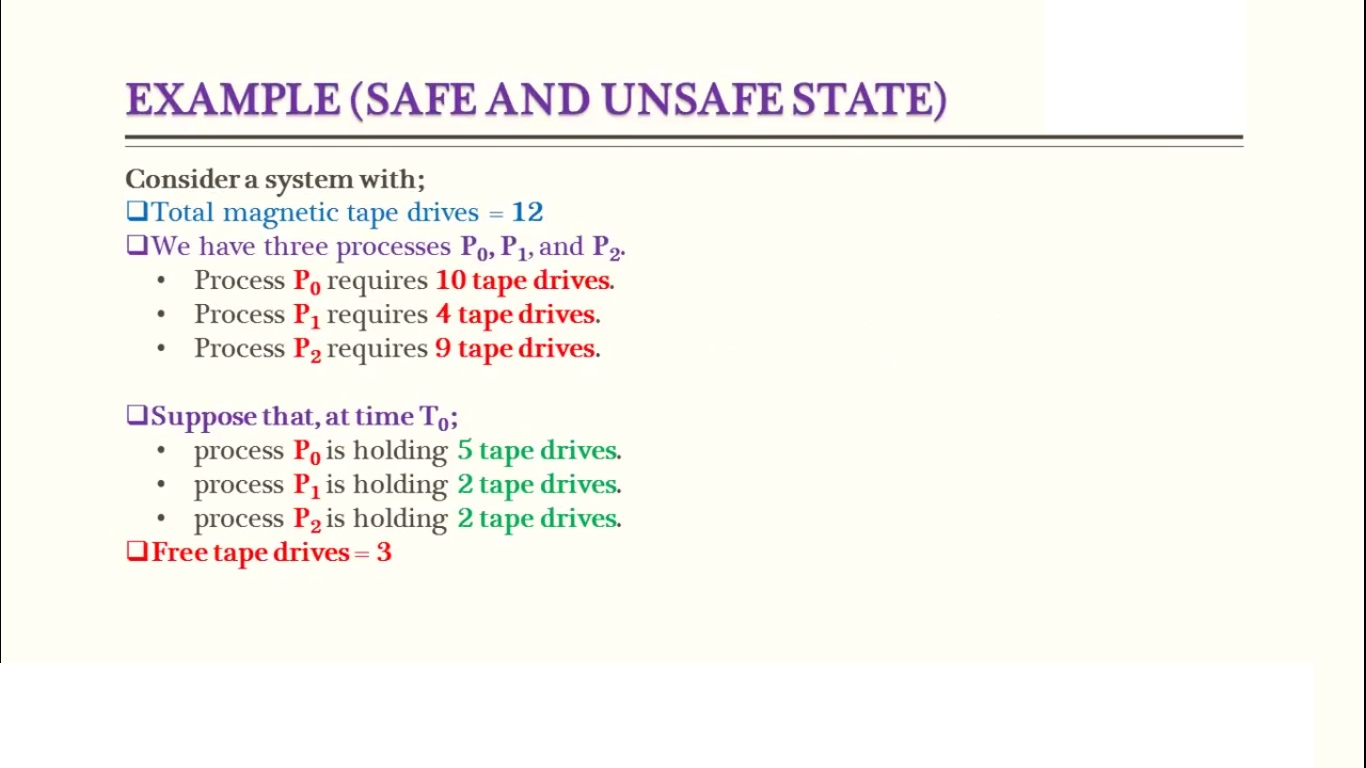 EXAMPLE (SAFE AND UNSAFE STATE)
Consider a system with;
❑Total magnetic tape drives = 12
❑We have three processes P₀, P₁, and P₂.
• Process P₀ requires 10 tape drives.
• Process P₁ requires 4 tape drives.
• Process P₂ requires 9 tape drives.
❑Suppose that, at time T₀;
• process P₀ is holding 5 tape drives.
• process P₁ is holding 2 tape drives.
• process P₂ is holding 2 tape drives.
❑Free tape drives = 3